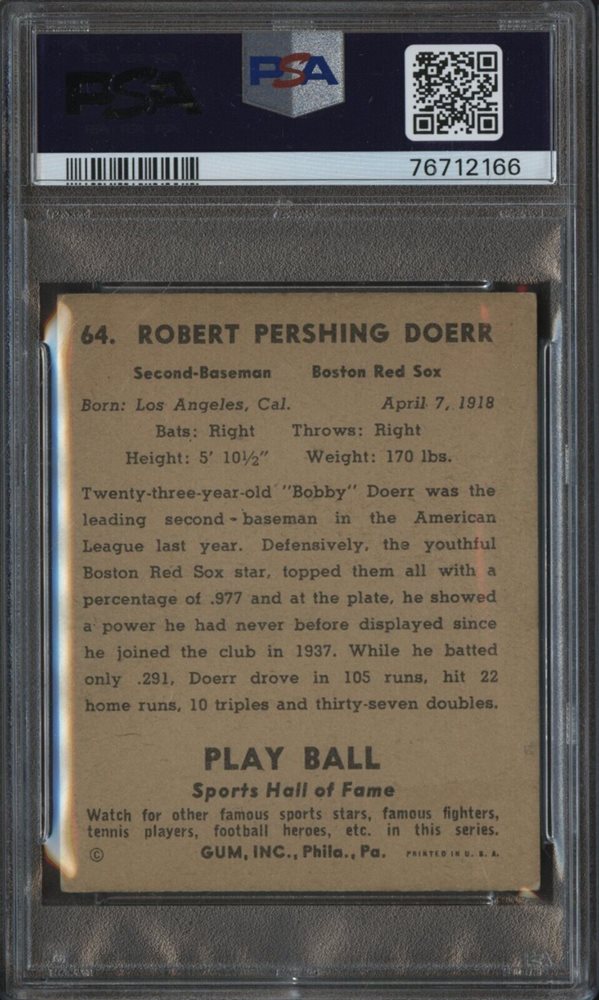 PSA
PSA
76712166
64. ROBERT PERSHING DOERR
Second-Baseman Boston Red Sox
Born: Los Angeles, Cal. April 7, 1918
Bats: Right Throws: Right
Height: 5' 10½" Weight: 170 lbs.
Twenty-three-year-old "Bobby" Doerr was the
leading second-baseman in the American
League last year. Defensively, the youthful
Boston Red Sox star, topped them all with a
percentage of .977 and at the plate, he showed
a power he had never before displayed since
he joined the club in 1937. While he batted
only .291, Doerr drove in 105 runs, hit 22
home runs, 10 triples and thirty-seven doubles.
PLAY BALL
Sports Hall of Fame
Watch for other famous sports stars, famous fighters,
tennis players, football heroes, etc. in this series.
© GUM, INC., Phila., Pa. PRINTED IN U. S. A.